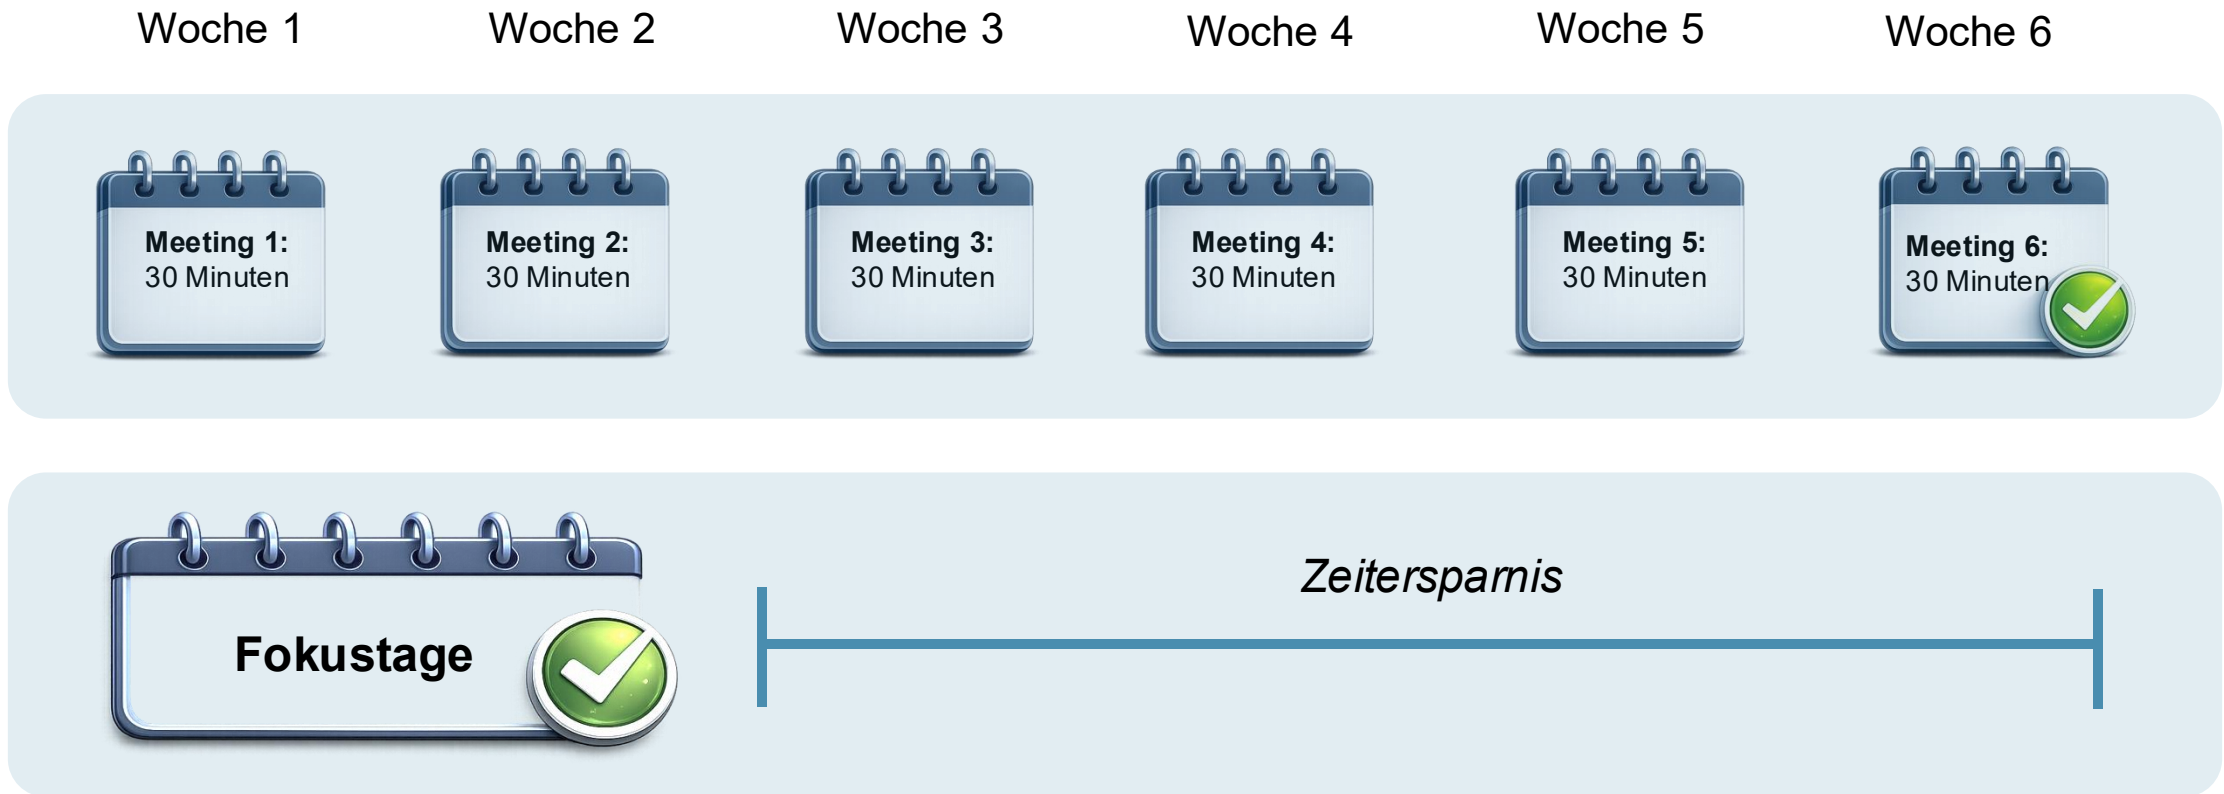 Woche 1
Woche 2
Woche 3
Woche 4
Woche 5
Woche 6
Meeting 1:
30 Minuten
Meeting 2:
30 Minuten
Meeting 3:
30 Minuten
Meeting 4:
30 Minuten
Meeting 5:
30 Minuten
Meeting 6:
30 Minuten
Fokustage
Zeitersparnis